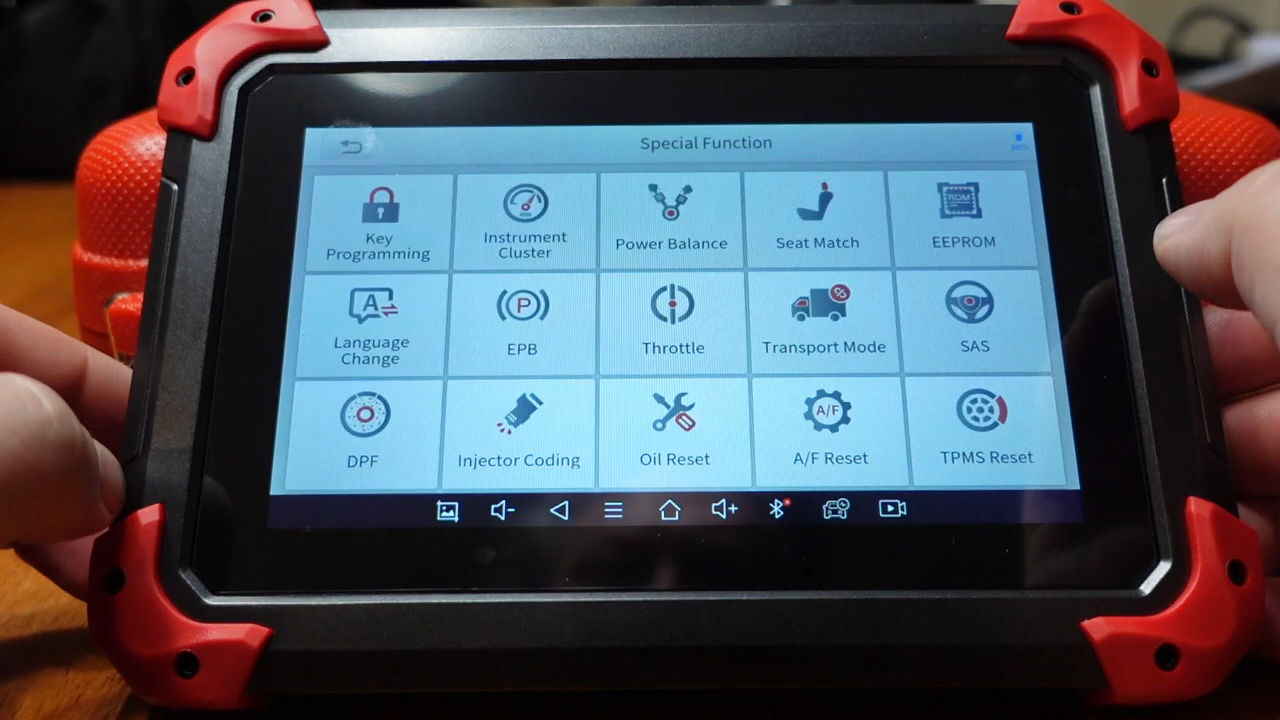 Special Function
Key
Programming
Instrument
Cluster
Power Balance
Seat Match
ROM
EEPROM
A
Language
Change
P
EPB
Throttle
Transport Mode
SAS
DPF
Injector Coding
Oil Reset
A/F
A/F Reset
TPMS Reset